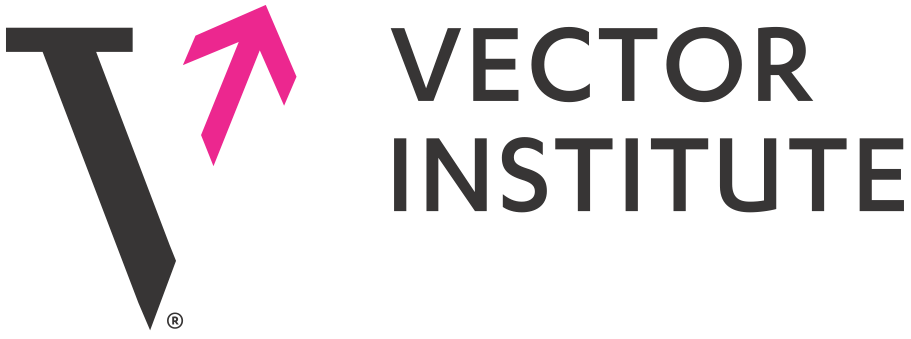 V
®
VECTOR
INSTITUTE